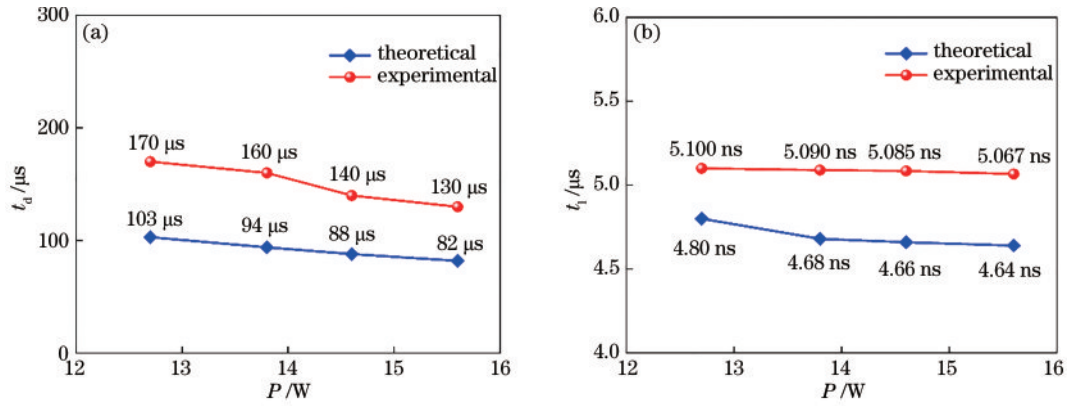 (a)
theoretical
experimental
170 μs
160 μs
140 μs
130 μs
103 μs
94 μs
88 μs
82 μs
300
200
100
0
td /μs
12
13
14
15
16
P /W
(b)
theoretical
experimental
5.100 ns
5.090 ns
5.085 ns
5.067 ns
4.80 ns
4.68 ns
4.66 ns
4.64 ns
6.0
5.5
5.0
4.5
4.0
tl /μs
12
13
14
15
16
P /W